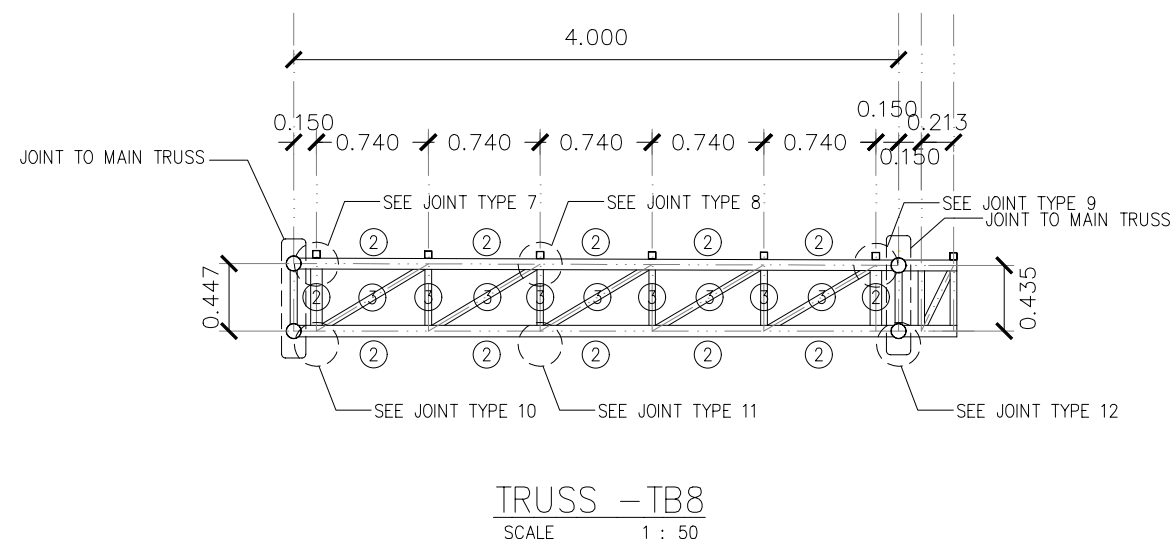 4.000
0.150
0.150 0.740 0.740 0.740 0.740 0.740 0.213
0.150
JOINT TO MAIN TRUSS
SEE JOINT TYPE 7
SEE JOINT TYPE 8
SEE JOINT TYPE 9
JOINT TO MAIN TRUSS
2 2 2 2 2
0.447
2 3 3 3 3 3 3 3 3 3 2
0.435
2 2 2 2 2
SEE JOINT TYPE 10
SEE JOINT TYPE 11
SEE JOINT TYPE 12
TRUSS -TB8
SCALE 1 : 50